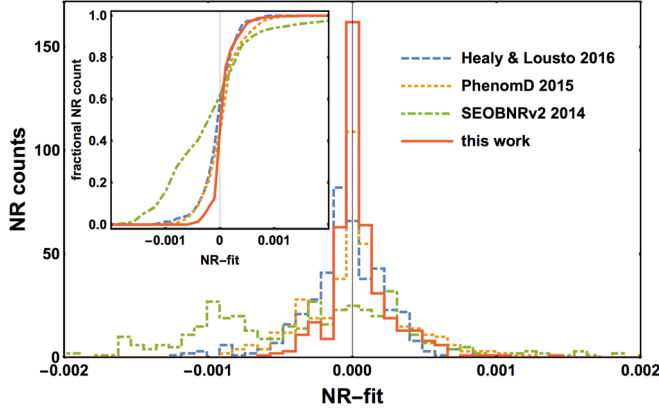 150
100
50
0
NR counts
−0.002
−0.001
0.000
0.001
0.002
NR−fit
1.0
0.8
0.6
0.4
0.2
0.0
fractional NR count
−0.001
0
0.001
NR−fit
Healy & Lousto 2016
PhenomD 2015
SEOBNRv2 2014
this work